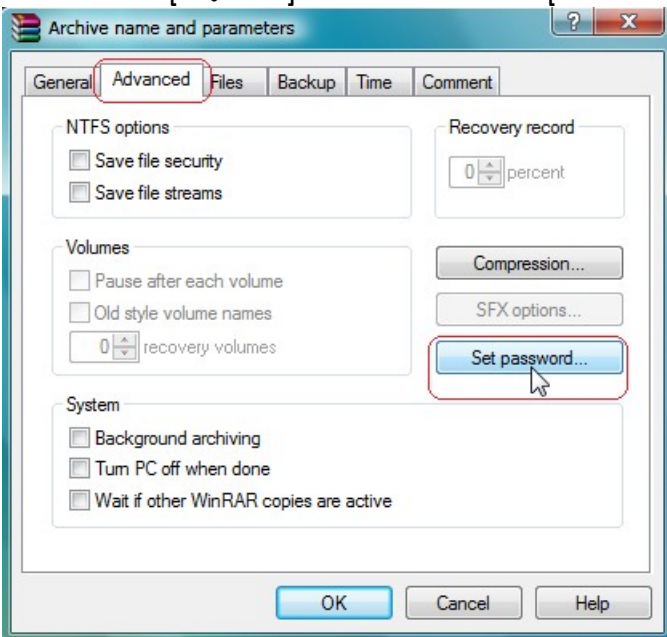 Archive name and parameters
General Advanced Files Backup Time Comment
NTFS options
Save file security
Save file streams
Recovery record
0 percent
Volumes
Pause after each volume
Old style volume names
0 recovery volumes
Compression...
SFX options...
Set password...
System
Background archiving
Turn PC off when done
Wait if other WinRAR copies are active
OK Cancel Help